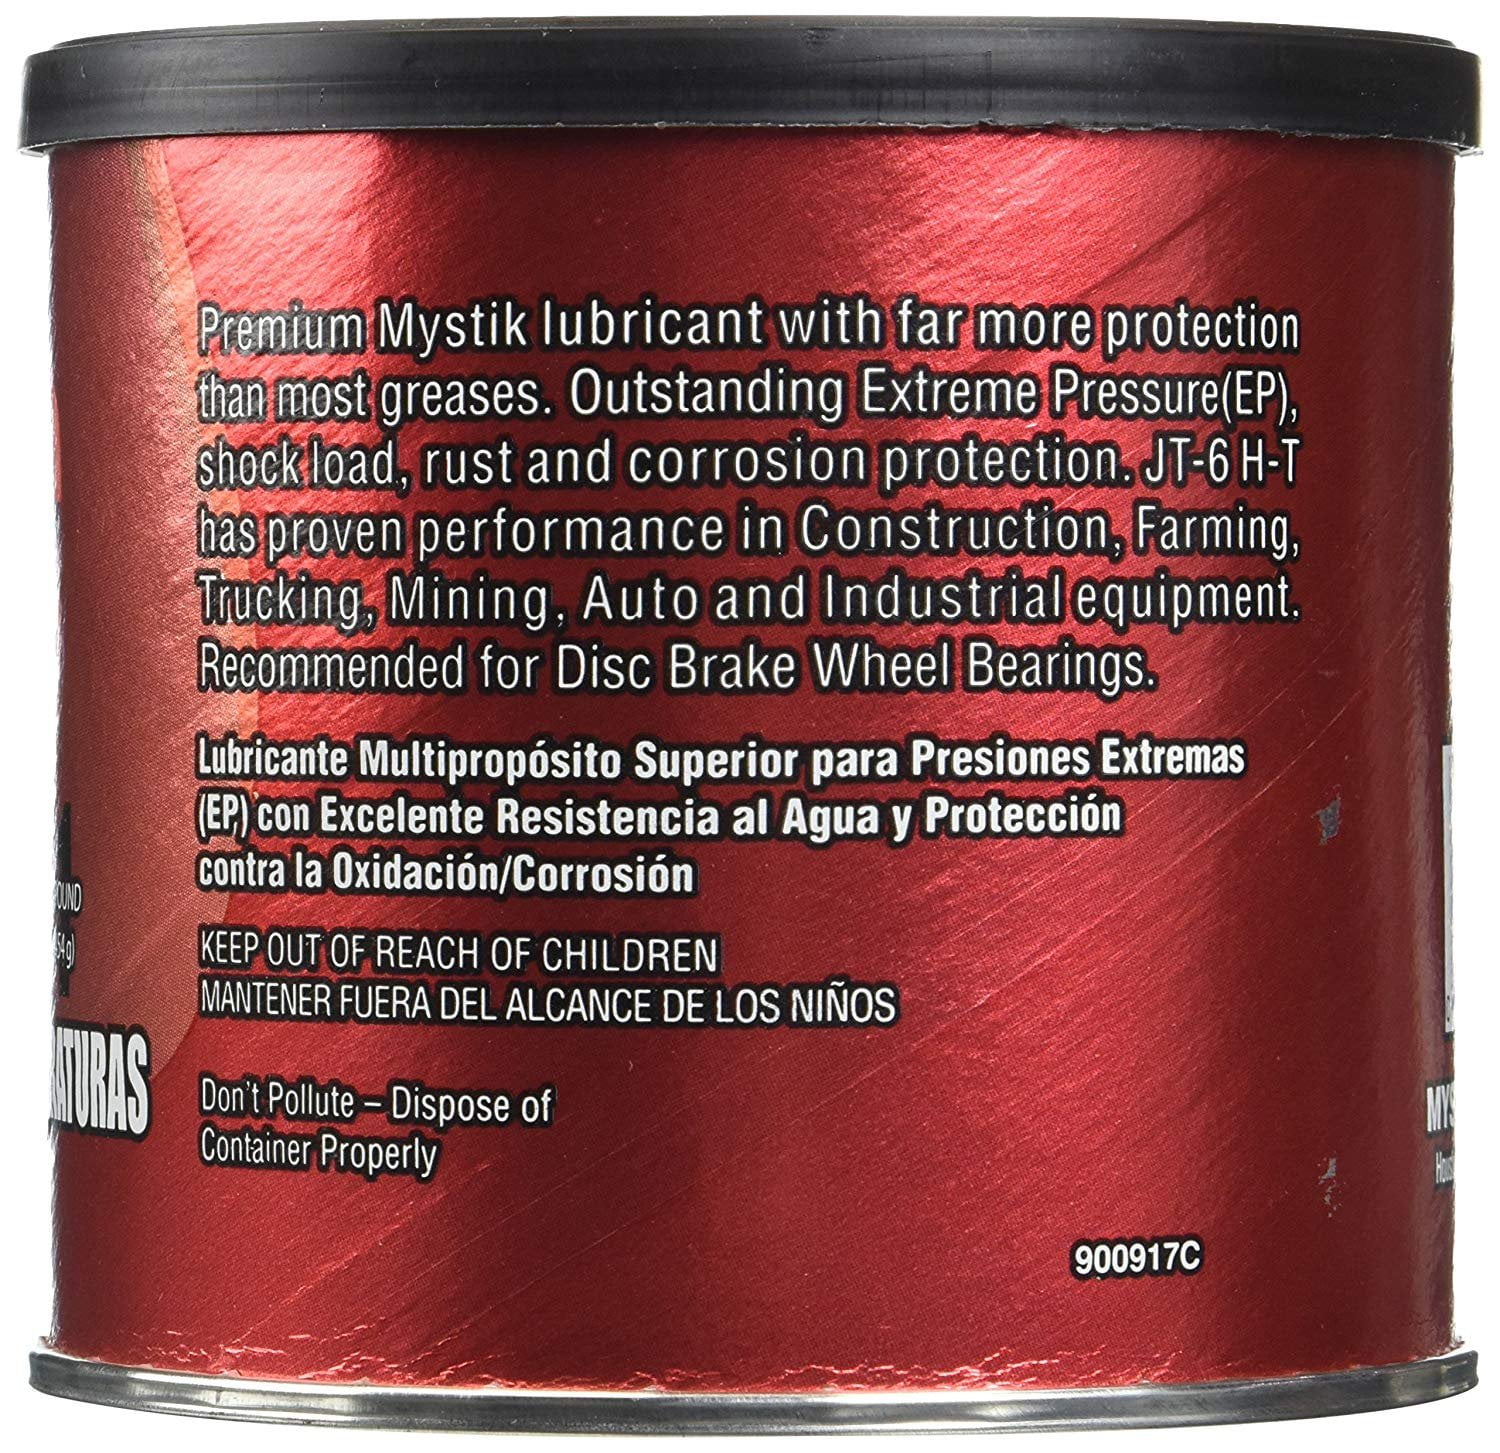 Premium Mystik lubricant with far more protection
than most greases. Outstanding Extreme Pressure(EP),
shock load, rust and corrosion protection. JT-6 H-T
has proven performance in Construction, Farming,
Trucking, Mining, Auto and Industrial equipment.
Recommended for Disc Brake Wheel Bearings.
Lubricante Multipropósito Superior para Presiones Extremas
(EP,) con Excelente Resistencia al Agua y Protección
contra la Oxidación/Corrosión
KEEP OUT OF REACH OF CHILDREN
MANTENER FUERA DEL ALCANCE DE LOS NIÑOS
Don't Pollute – Dispose of
Container Properly
900917C